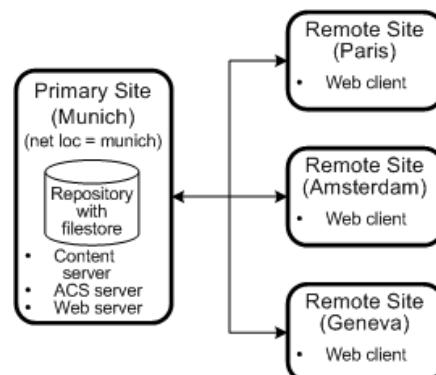 Primary Site
(Munich)
(net loc = munich)
Repository
with
filestore
• Content
server
• ACS server
• Web server
Remote Site
(Paris)
• Web client
Remote Site
(Amsterdam)
• Web client
Remote Site
(Geneva)
• Web client